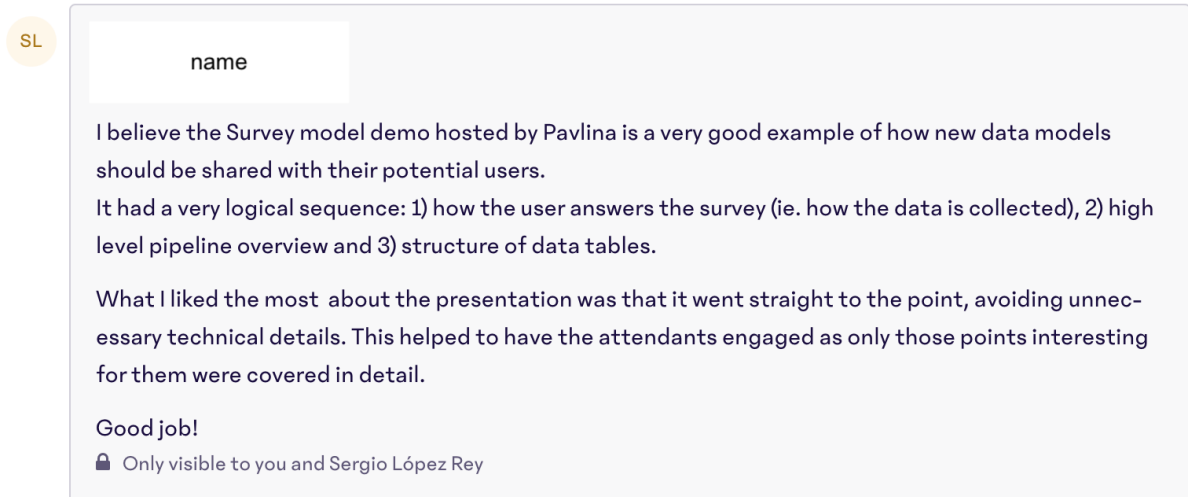 SL
name
I believe the Survey model demo hosted by Pavlina is a very good example of how new data models
should be shared with their potential users.
It had a very logical sequence: 1) how the user answers the survey (ie. how the data is collected), 2) high
level pipeline overview and 3) structure of data tables.
What I liked the most  about the presentation was that it went straight to the point, avoiding unnec-
essary technical details. This helped to have the attendants engaged as only those points interesting
for them were covered in detail.
Good job!
Only visible to you and Sergio López Rey